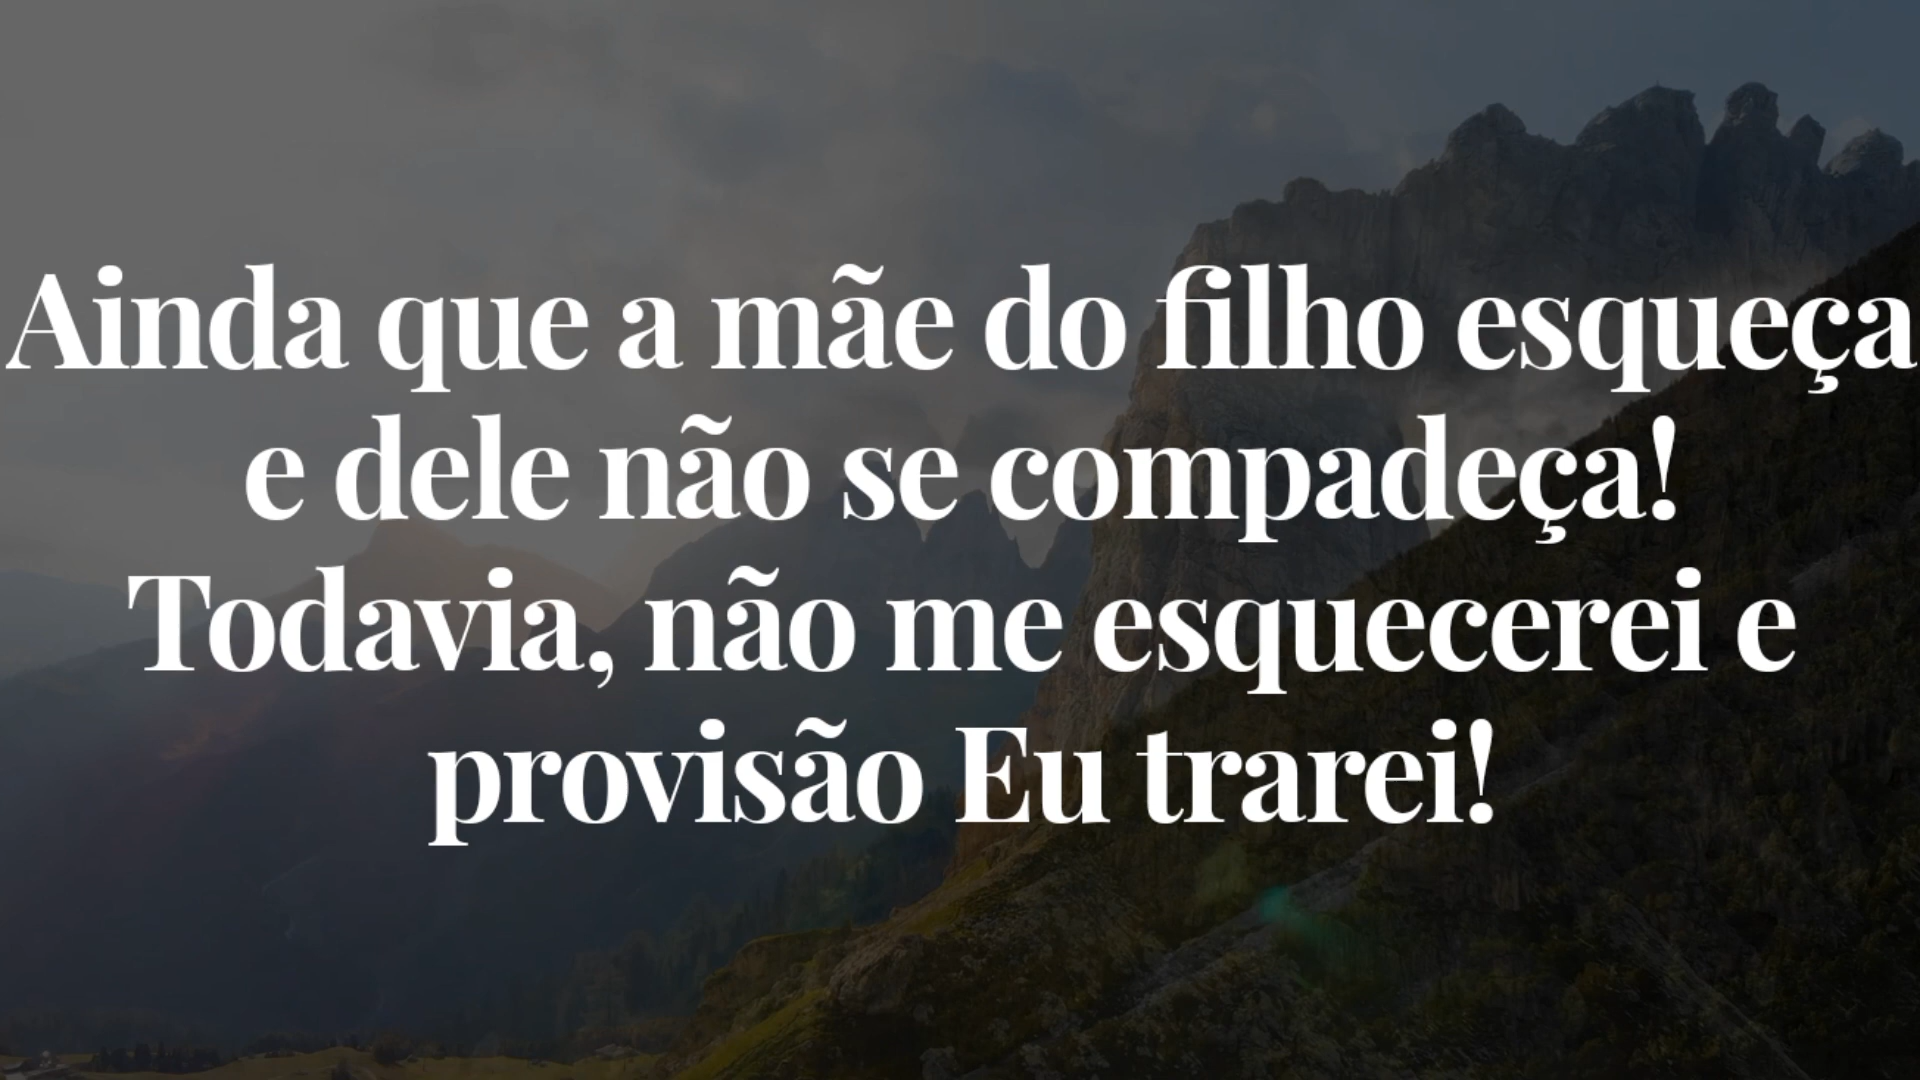 Ainda que a mãe do filho esqueça
e dele não se compadeça!
Todavia, não me esquecerei e
provisão Eu trarei!